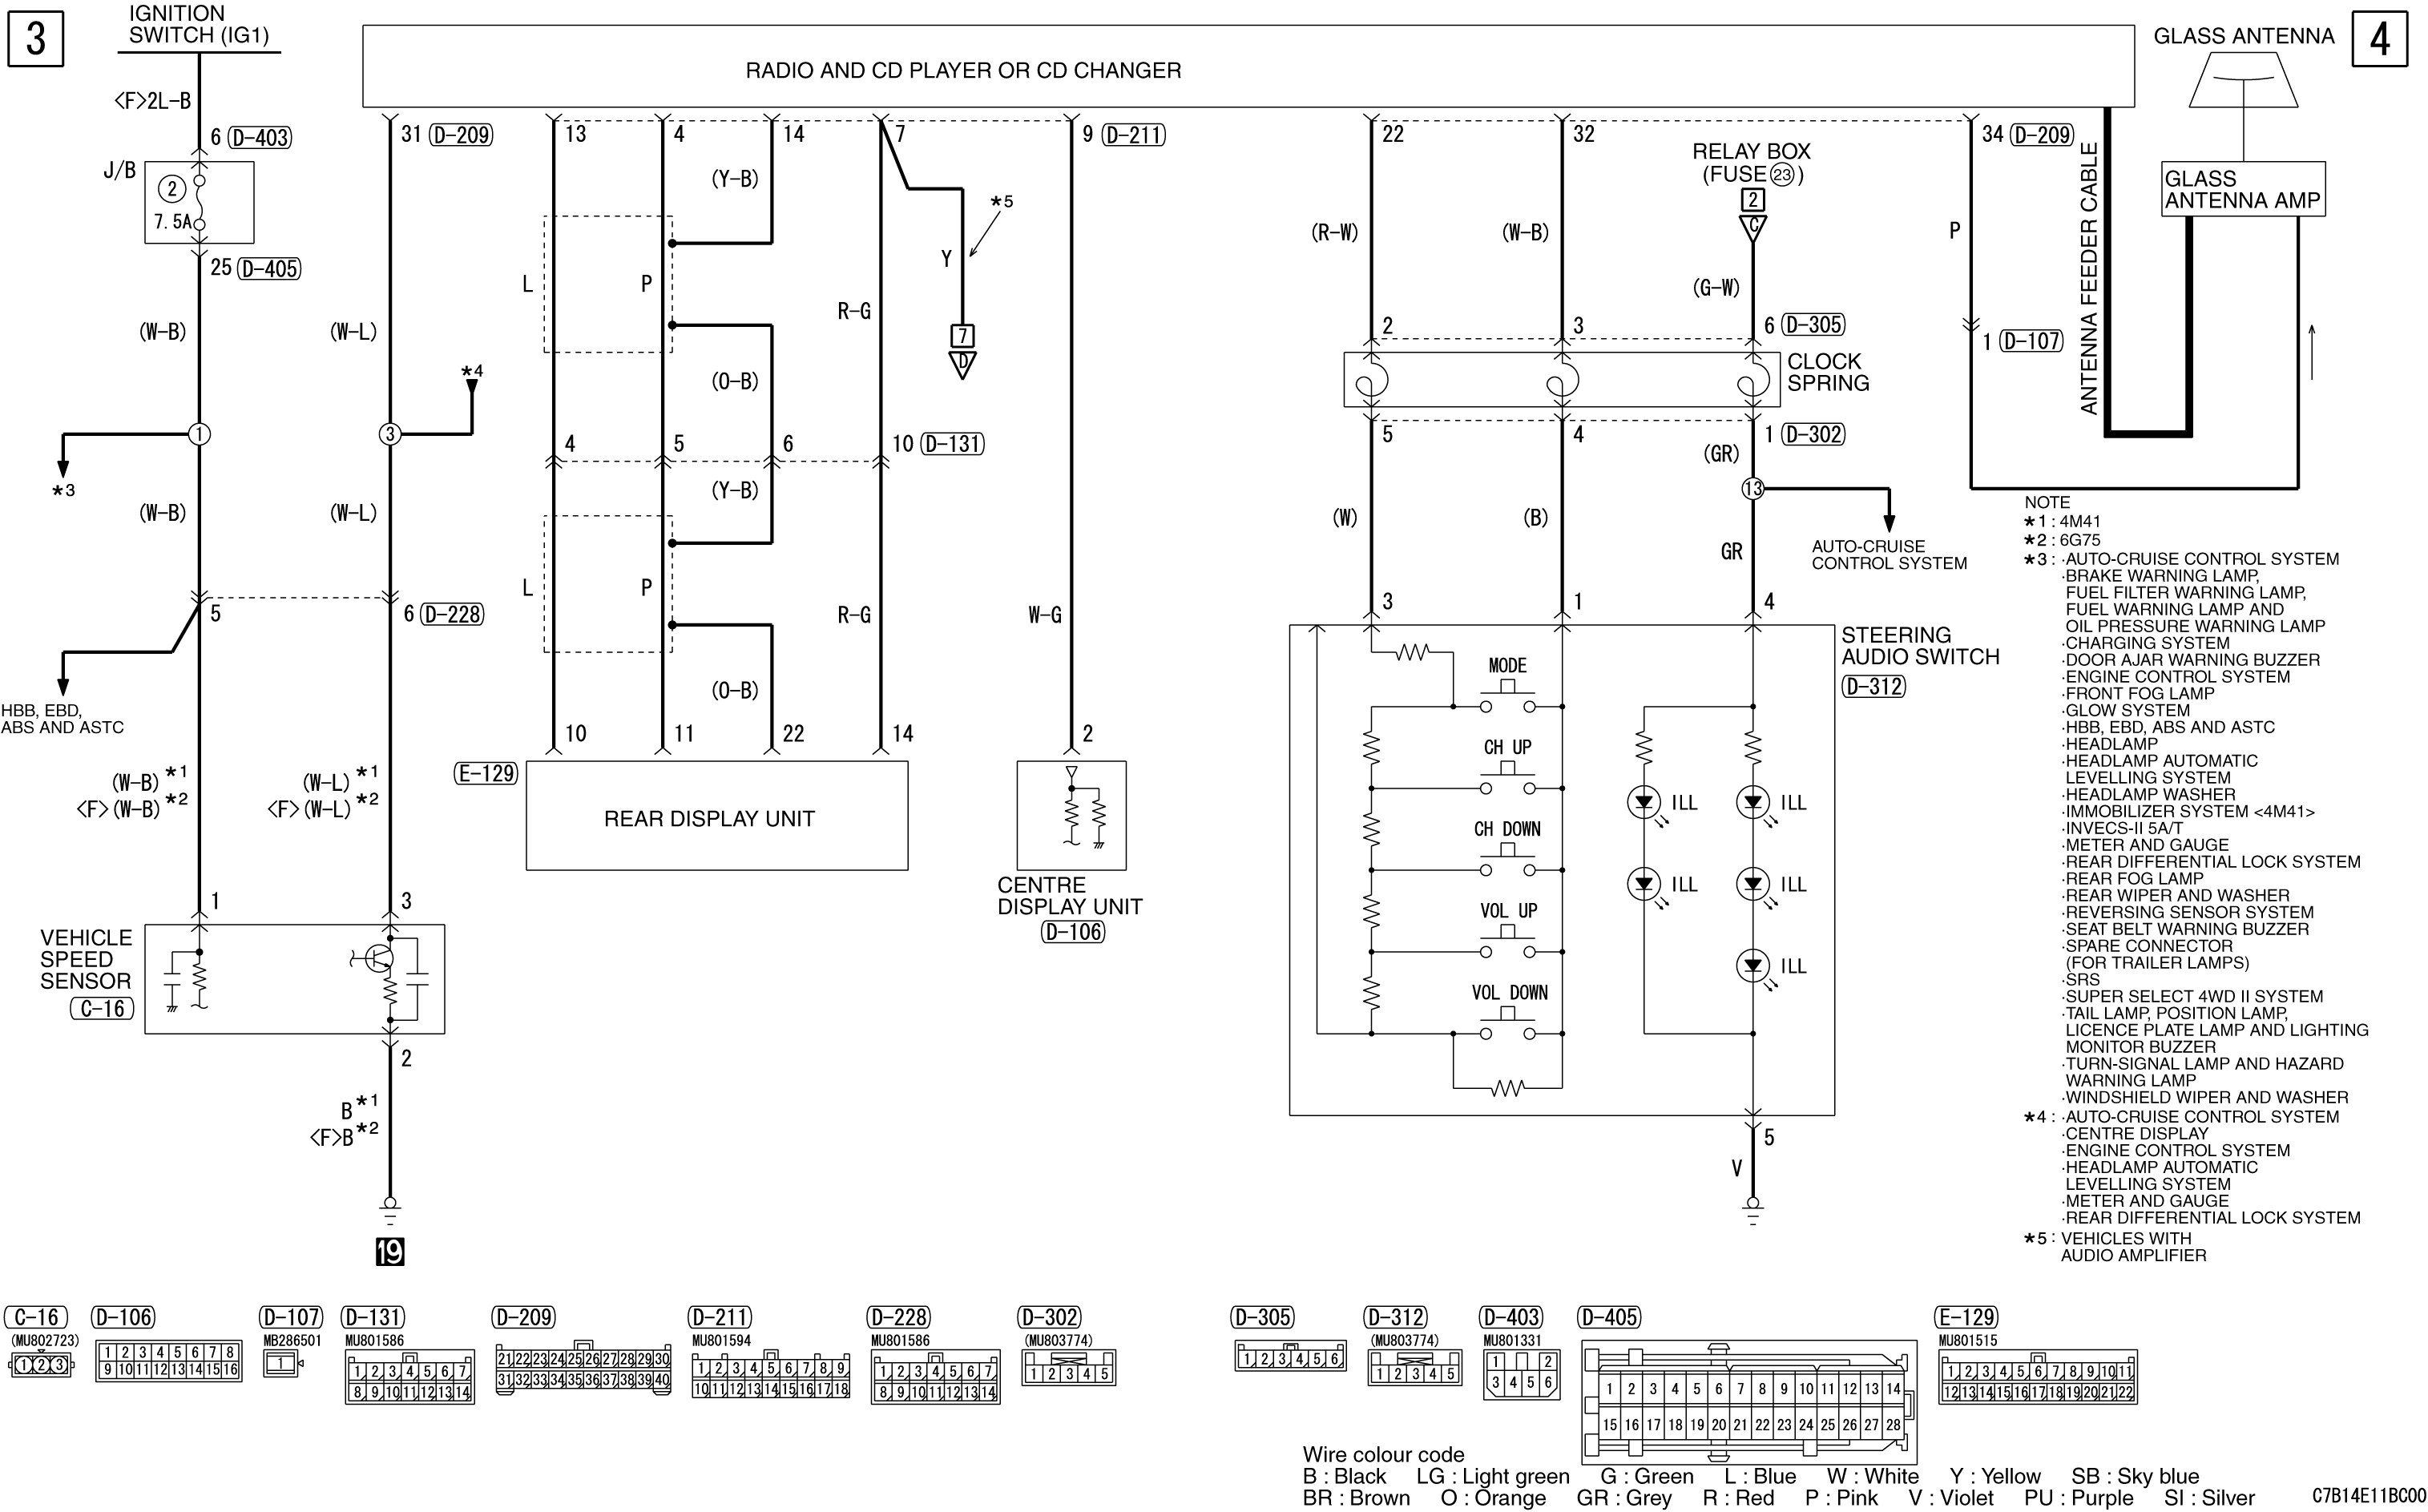 3
IGNITION
SWITCH (IG1)
RADIO AND CD PLAYER OR CD CHANGER
GLASS ANTENNA
4
<F>2L-B
6 D-403
J/B
2
7.5A
25 D-405
31 D-209
13
4
14
7
9 D-211
22
32
34 D-209
RELAY BOX
(FUSE 23)
2
C
GLASS
ANTENNA AMP
ANTENNA FEEDER CABLE
(Y-B)
*5
Y
7
D
L
P
R-G
(R-W)
(W-B)
(G-W)
P
(W-B)
(W-L)
2
3
6 D-305
1 D-107
CLOCK
SPRING
*4
(O-B)
1
3
*3
4
5
6
10 D-131
5
4
1 D-302
(GR)
13
(W-B)
(W-L)
(Y-B)
(W)
(B)
GR
AUTO-CRUISE
CONTROL SYSTEM
L
P
R-G
W-G
5
6 D-228
3
1
4
HBB, EBD,
ABS AND ASTC
(O-B)
STEERING
AUDIO SWITCH
D-312
MODE
CH UP
CH DOWN
VOL UP
VOL DOWN
ILL
ILL
ILL
ILL
ILL
10
11
22
14
2
E-129
REAR DISPLAY UNIT
CENTRE
DISPLAY UNIT
D-106
(W-B) *1
<F>(W-B) *2
(W-L) *1
<F>(W-L) *2
1
3
VEHICLE
SPEED
SENSOR
C-16
2
B *1
<F>B *2
19
5
V
NOTE
*1 : 4M41
*2 : 6G75
*3 : ·AUTO-CRUISE CONTROL SYSTEM
·BRAKE WARNING LAMP,
FUEL FILTER WARNING LAMP,
FUEL WARNING LAMP AND
OIL PRESSURE WARNING LAMP
·CHARGING SYSTEM
·DOOR AJAR WARNING BUZZER
·ENGINE CONTROL SYSTEM
·FRONT FOG LAMP
·GLOW SYSTEM
·HBB, EBD, ABS AND ASTC
·HEADLAMP
·HEADLAMP AUTOMATIC
LEVELLING SYSTEM
·HEADLAMP WASHER
·IMMOBILIZER SYSTEM <4M41>
·INVECS-II 5A/T
·METER AND GAUGE
·REAR DIFFERENTIAL LOCK SYSTEM
·REAR FOG LAMP
·REAR WIPER AND WASHER
·REVERSING SENSOR SYSTEM
·SEAT BELT WARNING BUZZER
·SPARE CONNECTOR
(FOR TRAILER LAMPS)
·SRS
·SUPER SELECT 4WD II SYSTEM
·TAIL LAMP, POSITION LAMP,
LICENCE PLATE LAMP AND LIGHTING
MONITOR BUZZER
·TURN-SIGNAL LAMP AND HAZARD
WARNING LAMP
·WINDSHIELD WIPER AND WASHER
*4 : ·AUTO-CRUISE CONTROL SYSTEM
·CENTRE DISPLAY
·ENGINE CONTROL SYSTEM
·HEADLAMP AUTOMATIC
LEVELLING SYSTEM
·METER AND GAUGE
·REAR DIFFERENTIAL LOCK SYSTEM
*5 : VEHICLES WITH
AUDIO AMPLIFIER
C-16
(MU802723)
1 2 3
D-106
1 2 3 4 5 6 7 8
9 10 11 12 13 14 15 16
D-107
MB286501
1
D-131
MU801586
1 2 3 4 5 6 7
8 9 10 11 12 13 14
D-209
21 22 23 24 25 26 27 28 29 30
31 32 33 34 35 36 37 38 39 40
D-211
MU801594
1 2 3 4 5 6 7 8 9
10 11 12 13 14 15 16 17 18
D-228
MU801586
1 2 3 4 5 6 7
8 9 10 11 12 13 14
D-302
(MU803774)
1 2 3 4 5
D-305
1 2 3 4 5 6
D-312
(MU803774)
1 2 3 4 5
D-403
MU801331
1 2
3 4 5 6
D-405
1 2 3 4 5 6 7 8 9 10 11 12 13 14
15 16 17 18 19 20 21 22 23 24 25 26 27 28
E-129
MU801515
1 2 3 4 5 6 7 8 9 10 11
12 13 14 15 16 17 18 19 20 21 22
Wire colour code
B : Black LG : Light green G : Green L : Blue W : White Y : Yellow SB : Sky blue
BR : Brown O : Orange GR : Grey R : Red P : Pink V : Violet PU : Purple SI : Silver
C7B14E11BC00